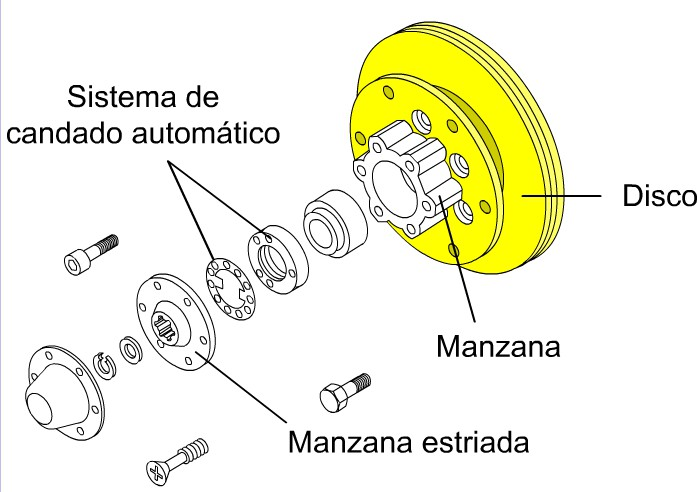 Sistema de
candado automático
Disco
Manzana
Manzana estriada